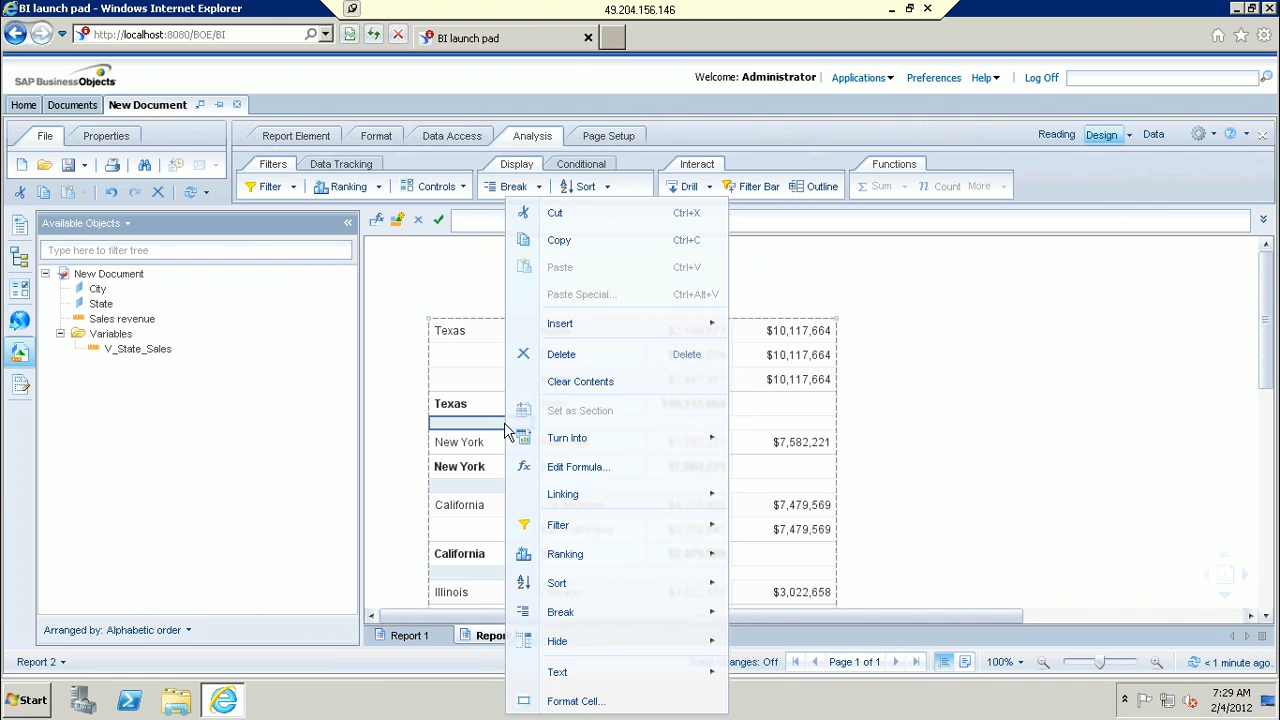 BI launch pad - Windows Internet Explorer
49.204.156.146
http://localhost:8080/BOE/BI
BI launch pad
SAP BusinessObjects
Welcome: Administrator
Applications
Preferences
Help
Log Off
Home
Documents
New Document
File
Properties
Report Element
Format
Data Access
Analysis
Page Setup
Reading
Design
Data
Filters
Data Tracking
Display
Conditional
Interact
Functions
Filter
Ranking
Controls
Break
Sort
Drill
Filter Bar
Outline
Sum
Count
More
Available Objects
Type here to filter tree
New Document
City
State
Sales revenue
Variables
V_State_Sales
Arranged by: Alphabetic order
Cut Ctrl+X
Copy Ctrl+C
Paste Ctrl+V
Paste Special... Ctrl+Alt+V
Insert
Delete Delete
Clear Contents
Set as Section
Turn Into
Edit Formula...
Linking
Filter
Ranking
Sort
Break
Hide
Text
Format Cell...
Texas $10,117,664
$10,117,664
$10,117,664
Texas
New York $7,582,221
New York
California $7,479,569
$7,479,569
California
Illinois $3,022,658
Report 1
Repor
Report 2
Changes: Off
Page 1 of 1
100%
< 1 minute ago.
Start
7:29 AM
2/4/2012